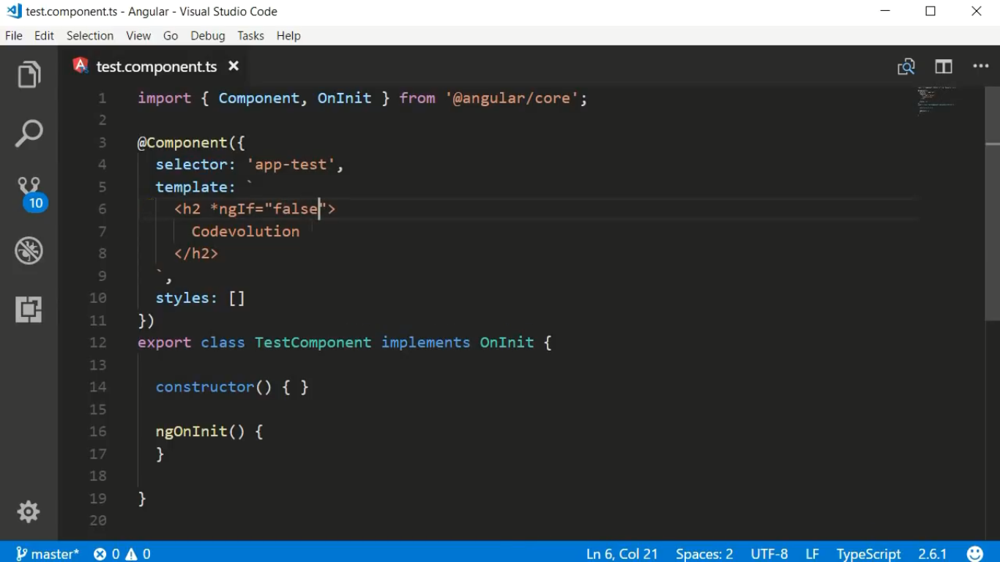 test.component.ts - Angular - Visual Studio Code
File Edit Selection View Go Debug Tasks Help
test.component.ts
1 import { Component, OnInit } from '@angular/core';
2
3 @Component({
4 selector: 'app-test',
5 template: `
6 <h2 *ngIf="false">
7 Codevolution
8 </h2>
9 `,
10 styles: []
11 })
12 export class TestComponent implements OnInit {
13
14 constructor() { }
15
16 ngOnInit() {
17 }
18
19 }
20
10
master* 0 0 Ln 6, Col 21 Spaces: 2 UTF-8 LF TypeScript 2.6.1